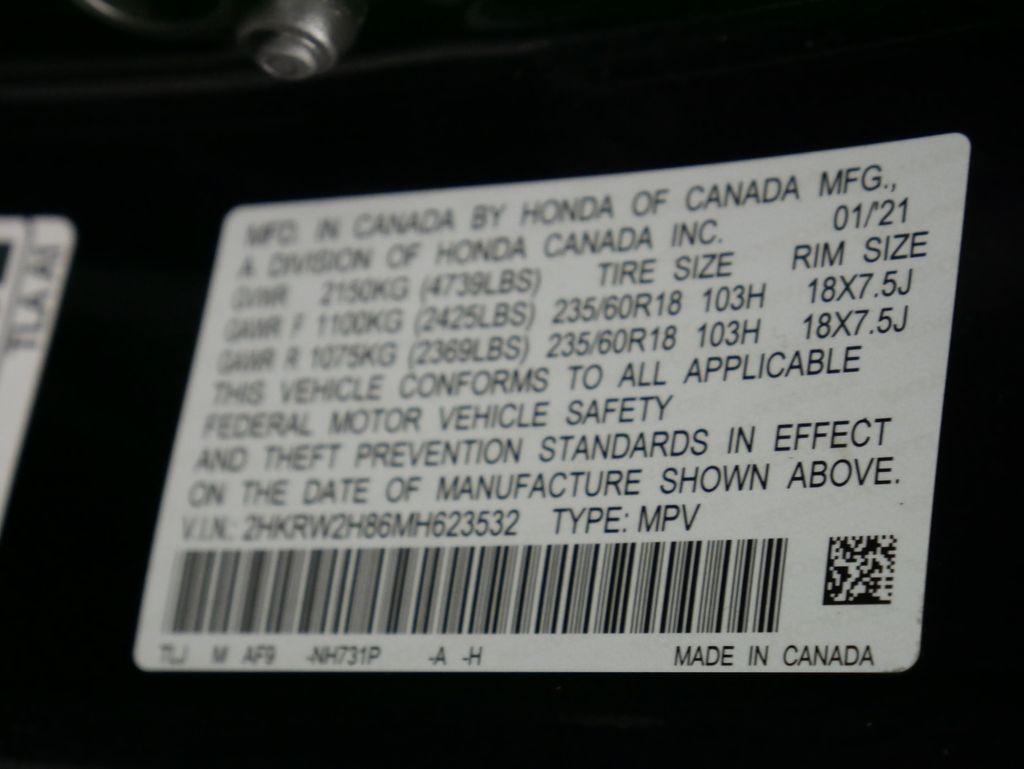 MFD. IN CANADA BY HONDA OF CANADA MFG.,
A DIVISION OF HONDA CANADA INC. 01/'21
GVWR 2150KG (4739LBS) TIRE SIZE RIM SIZE
GAWR F 1100KG (2425LBS) 235/60R18 103H 18X7.5J
GAWR R 1075KG (2369LBS) 235/60R18 103H 18X7.5J
THIS VEHICLE CONFORMS TO ALL APPLICABLE
FEDERAL MOTOR VEHICLE SAFETY
AND THEFT PREVENTION STANDARDS IN EFFECT
ON THE DATE OF MANUFACTURE SHOWN ABOVE.
V.I.N.: 2HKRW2H86MH623532 TYPE: MPV
TLJ M AF9 -NH731P -A -H MADE IN CANADA
TLA